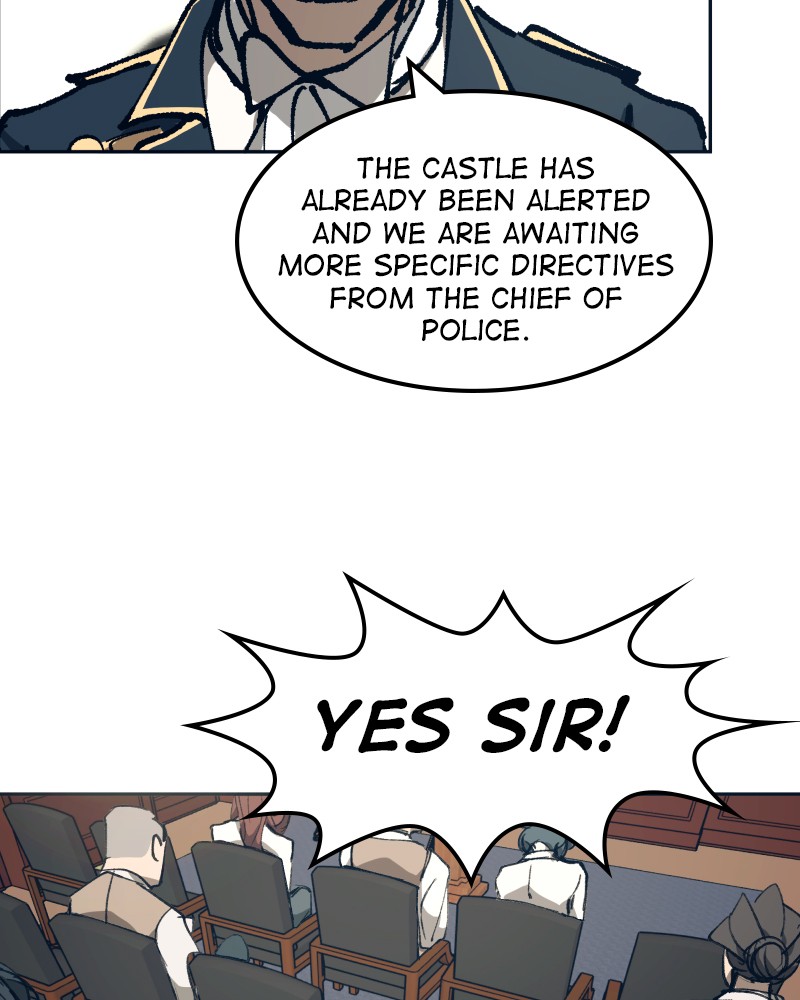 THE CASTLE HAS
ALREADY BEEN ALERTED
AND WE ARE AWAITING
MORE SPECIFIC DIRECTIVES
FROM THE CHIEF OF
POLICE.
YES SIR!